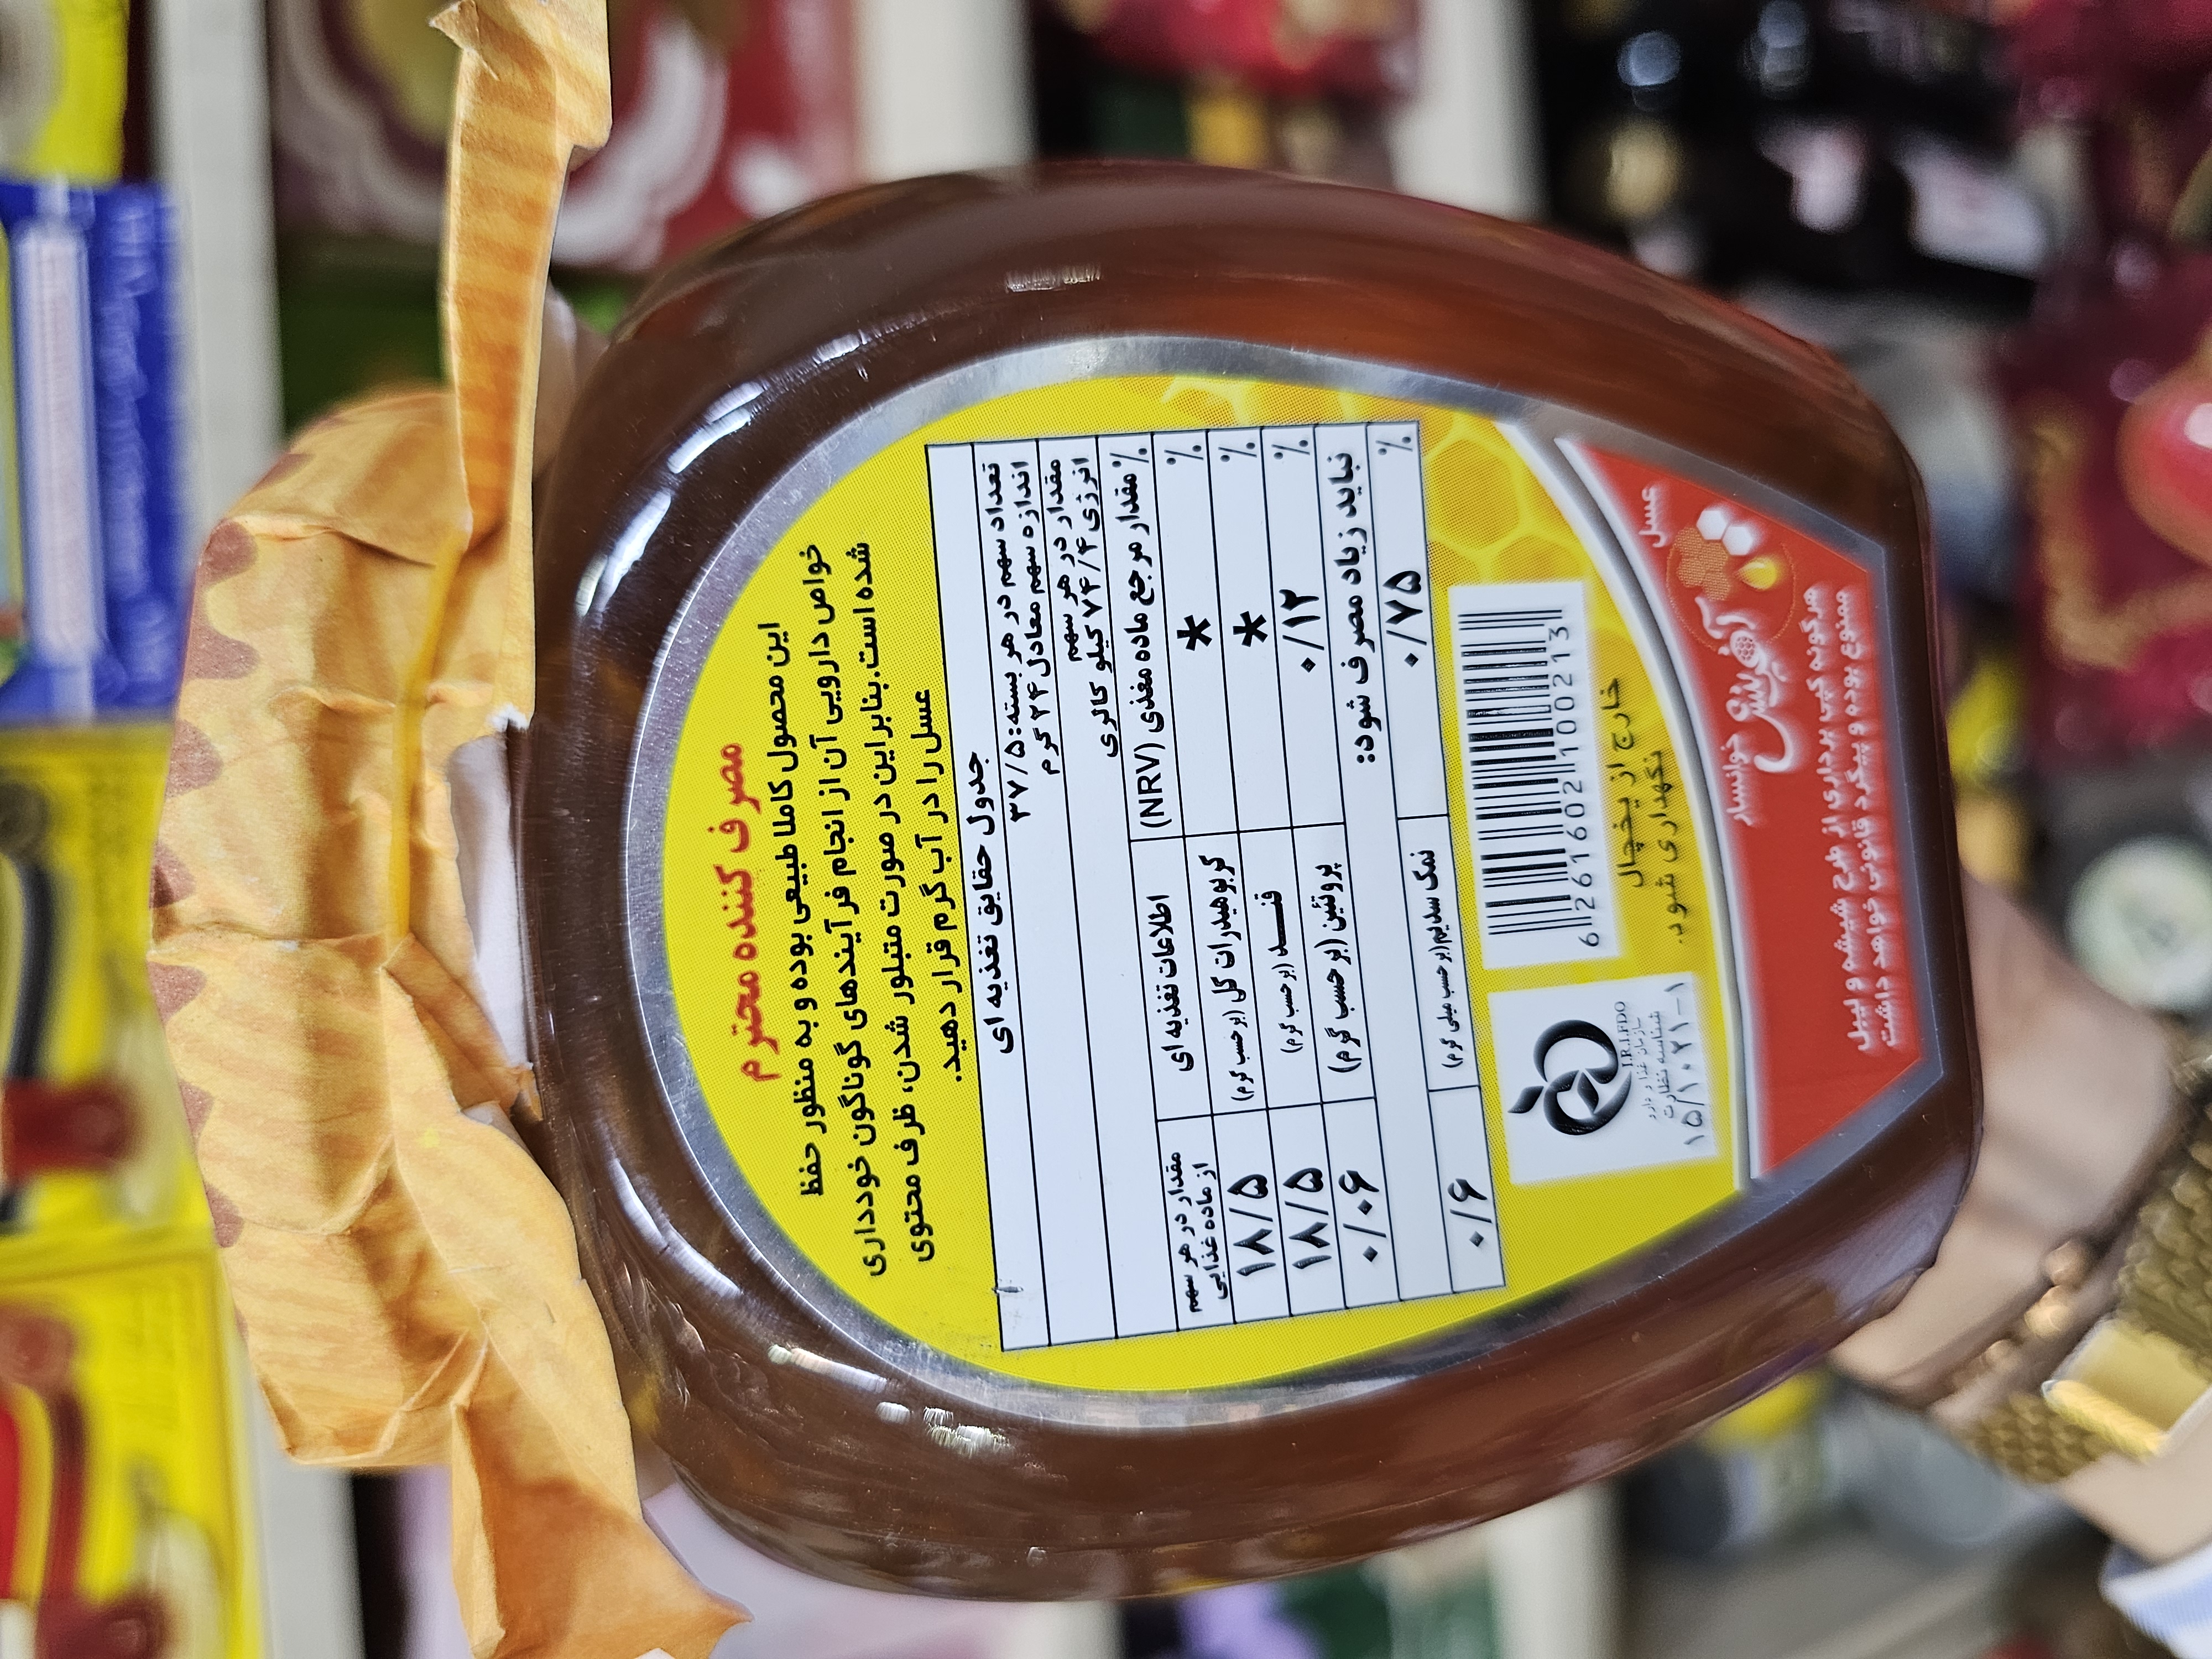 مصرف کننده محترم
این محصول کاملا طبیعی بوده و به منظور حفظ
خواص دارویی آن از انجام فرآیندهای گوناگون خودداری
شده است.بنابراین در صورت متبلور شدن، ظرف محتوی
عسل را در آب گرم قرار دهید.
جدول حقایق تغذیه ای
تعداد سهم در هر بسته: ۳۷/۵
اندازه سهم معادل ۲۴ گرم
مقدار در هر سهم
انرژی ۷۴/۴ کیلو کالری
مقدار در هر سهم از ماده غذایی اطلاعات تغذیه ای %مقدار مرجع ماده مغذی (NRV)
۱۸/۵ کربوهیدرات کل (بر حسب گرم) * %
۱۸/۵ قنــد (بر حسب گرم) * %
۰/۰۶ پروتئین (بر حسب گرم) ۰/۱۲ %
نباید زیاد مصرف شود:
۰/۶ نمک سدیم(بر حسب میلی گرم) ۰/۷۵ %
6261602100213
I.R.I.FDO
سازمان غذا و دارو
شناسه نظارت
۱۵/۱۰۲۱-۱
خارج از یخچال
نگهداری شود.
عسل
آفرینش
خوانسار
هرگونه کپی برداری از طرح شیشه و لیبل
ممنوع بوده و پیگرد قانونی خواهد داشت